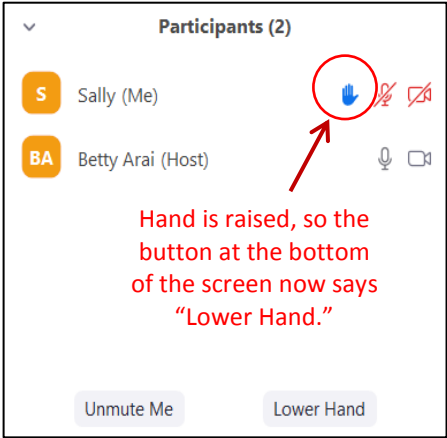 Participants (2)
S Sally (Me)
BA Betty Arai (Host)
Hand is raised, so the
button at the bottom
of the screen now says
“Lower Hand.”
Unmute Me Lower Hand